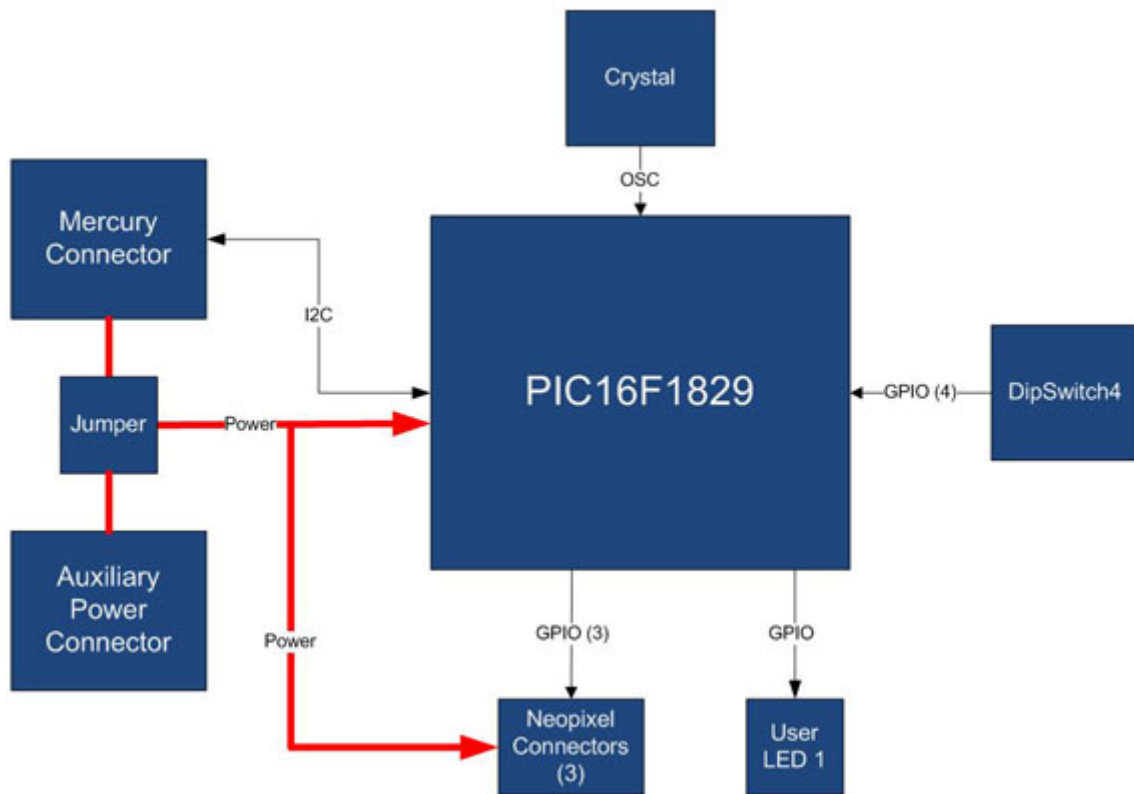 Crystal
OSC
Mercury
Connector
I2C
PIC16F1829
GPIO (4)
DipSwitch4
Jumper
Power
Auxiliary
Power
Connector
Power
GPIO (3)
GPIO
Neopixel
Connectors
(3)
User
LED 1